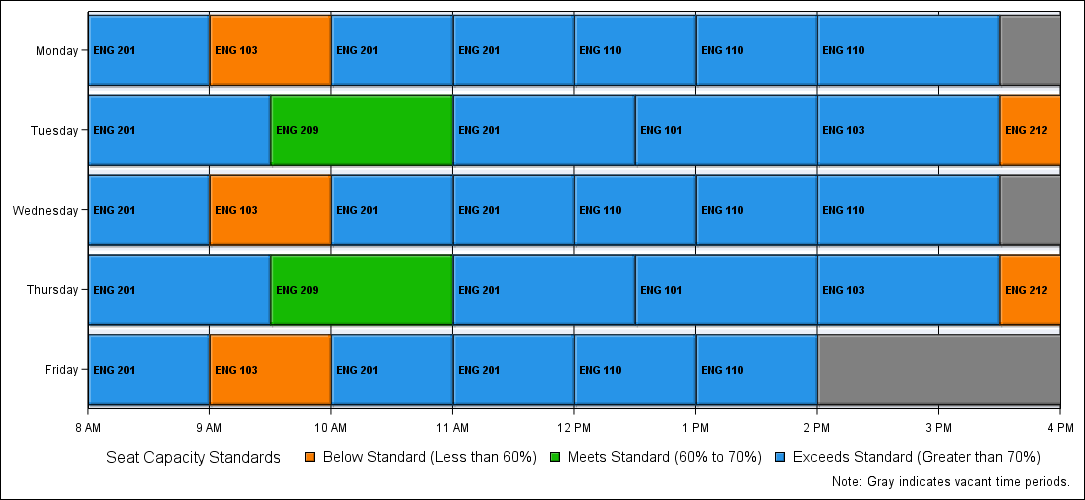 Monday ENG 201 ENG 103 ENG 201 ENG 201 ENG 110 ENG 110 ENG 110
Tuesday ENG 201 ENG 209 ENG 201 ENG 101 ENG 103 ENG 212
Wednesday ENG 201 ENG 103 ENG 201 ENG 201 ENG 110 ENG 110 ENG 110
Thursday ENG 201 ENG 209 ENG 201 ENG 101 ENG 103 ENG 212
Friday ENG 201 ENG 103 ENG 201 ENG 201 ENG 110 ENG 110
8 AM 9 AM 10 AM 11 AM 12 PM 1 PM 2 PM 3 PM 4 PM
Seat Capacity Standards Below Standard (Less than 60%) Meets Standard (60% to 70%) Exceeds Standard (Greater than 70%)
Note: Gray indicates vacant time periods.